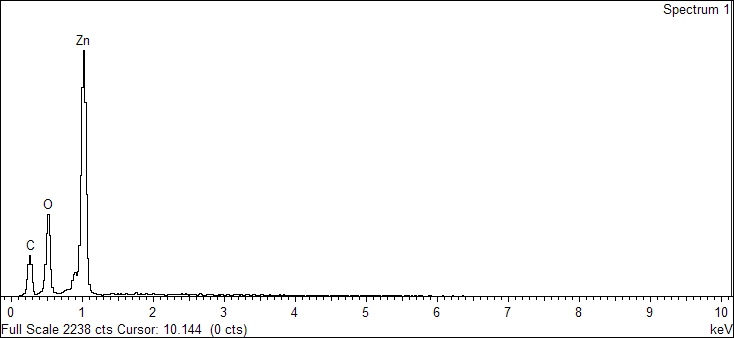 Spectrum 1
Zn
O
C
0 1 2 3 4 5 6 7 8 9 10
Full Scale 2238 cts Cursor: 10.144 (0 cts) keV